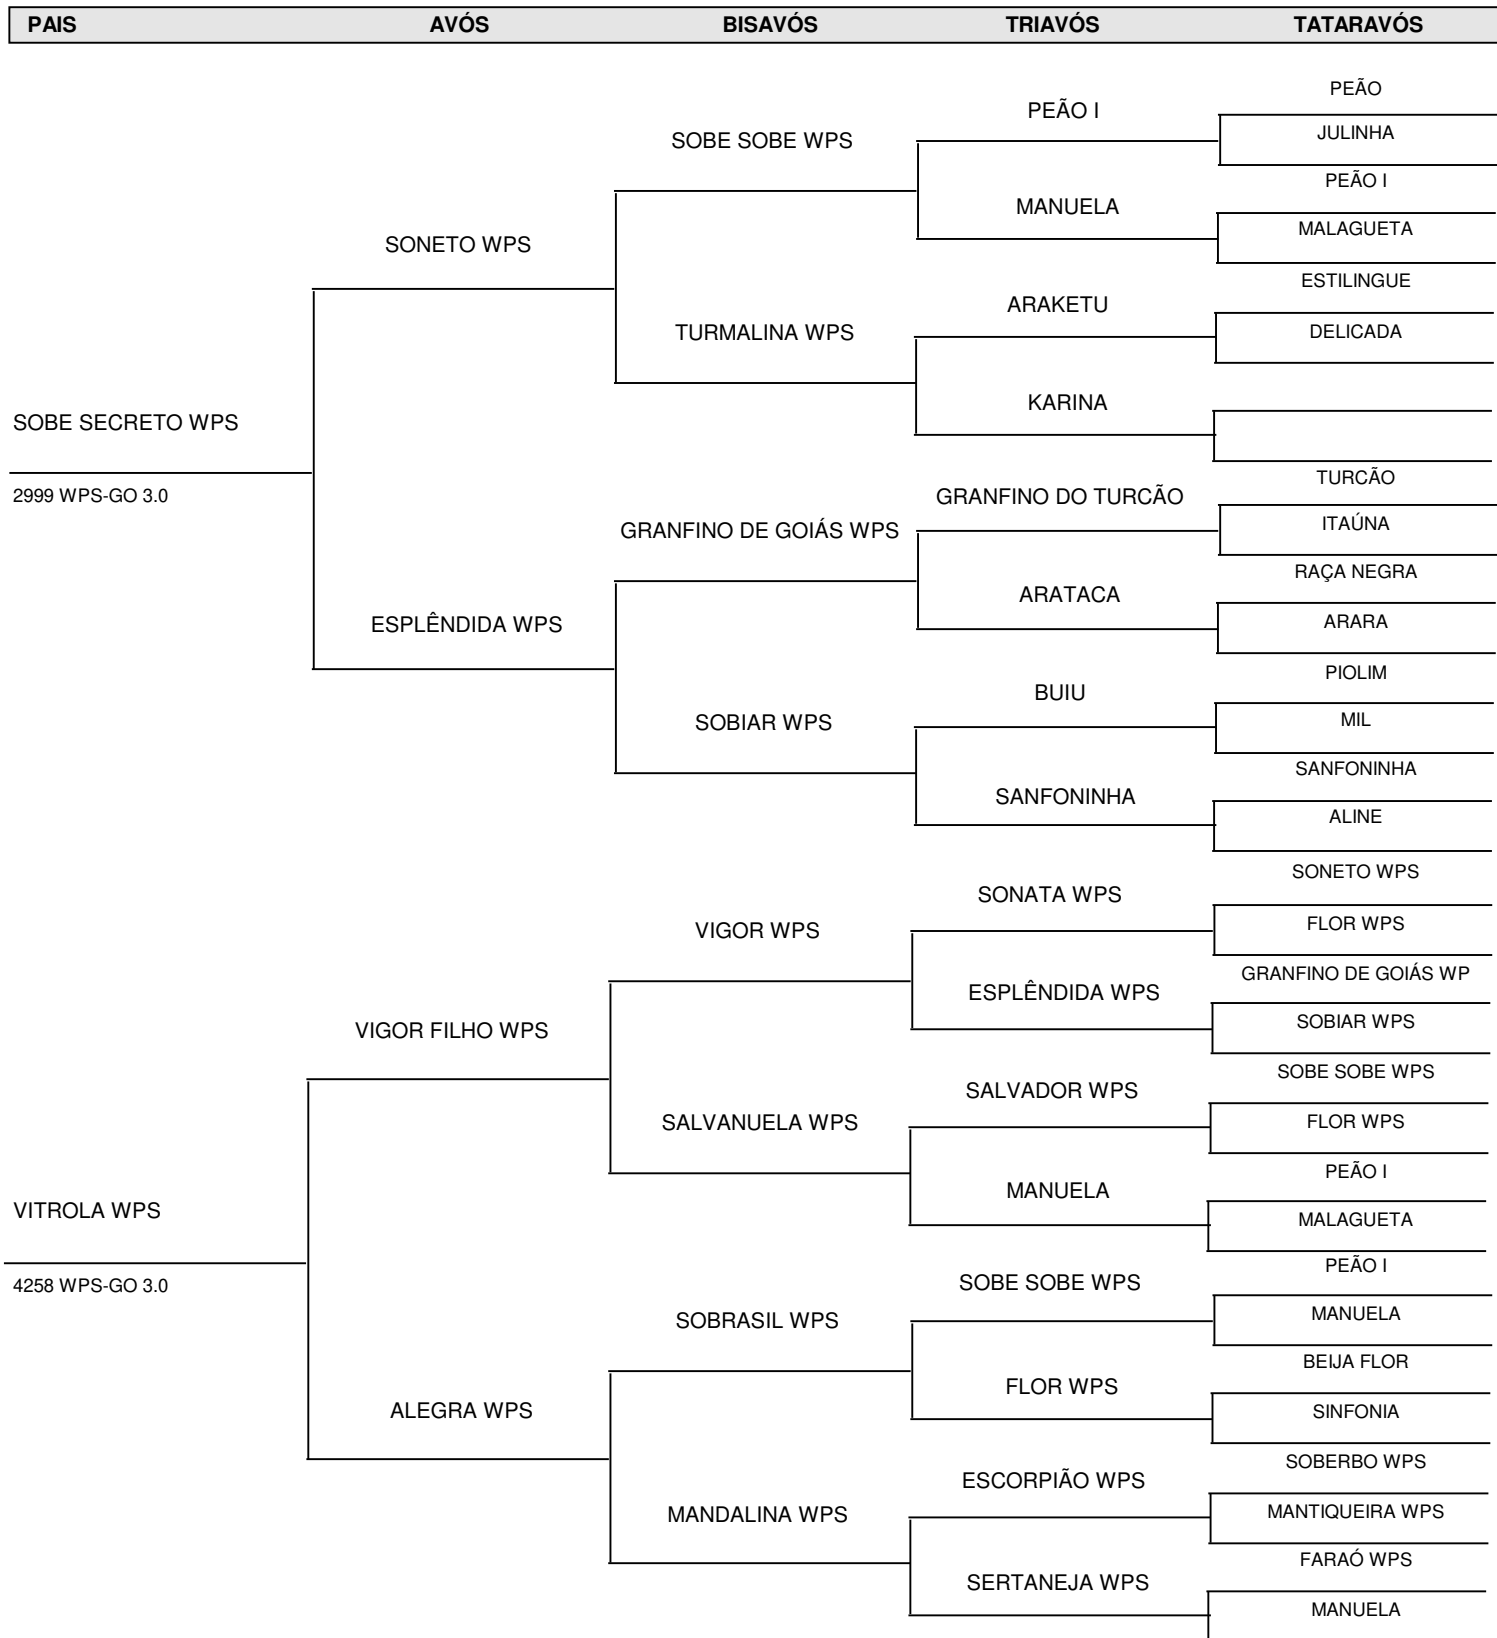 PAIS AVÓS BISAVÓS TRIAVÓS TATARAVÓS
PEÃO
PEÃO I
JULINHA
SOBE SOBE WPS
PEÃO I
MANUELA
MALAGUETA
SONETO WPS
ESTILINGUE
ARAKETU
DELICADA
TURMALINA WPS
KARINA
SOBE SECRETO WPS
2999 WPS-GO 3.0
TURCÃO
GRANFINO DO TURCÃO
ITAÚNA
GRANFINO DE GOIÁS WPS
RAÇA NEGRA
ARATACA
ARARA
ESPLÊNDIDA WPS
PIOLIM
BUIU
MIL
SOBIAR WPS
SANFONINHA
SANFONINHA
ALINE
SONETO WPS
SONATA WPS
FLOR WPS
VIGOR WPS
GRANFINO DE GOIÁS WP
ESPLÊNDIDA WPS
SOBIAR WPS
VIGOR FILHO WPS
SOBE SOBE WPS
SALVADOR WPS
FLOR WPS
SALVANUELA WPS
PEÃO I
MANUELA
MALAGUETA
VITROLA WPS
4258 WPS-GO 3.0
PEÃO I
SOBE SOBE WPS
MANUELA
SOBRASIL WPS
BEIJA FLOR
FLOR WPS
SINFONIA
ALEGRA WPS
SOBERBO WPS
ESCORPIÃO WPS
MANTIQUEIRA WPS
MANDALINA WPS
FARAÓ WPS
SERTANEJA WPS
MANUELA